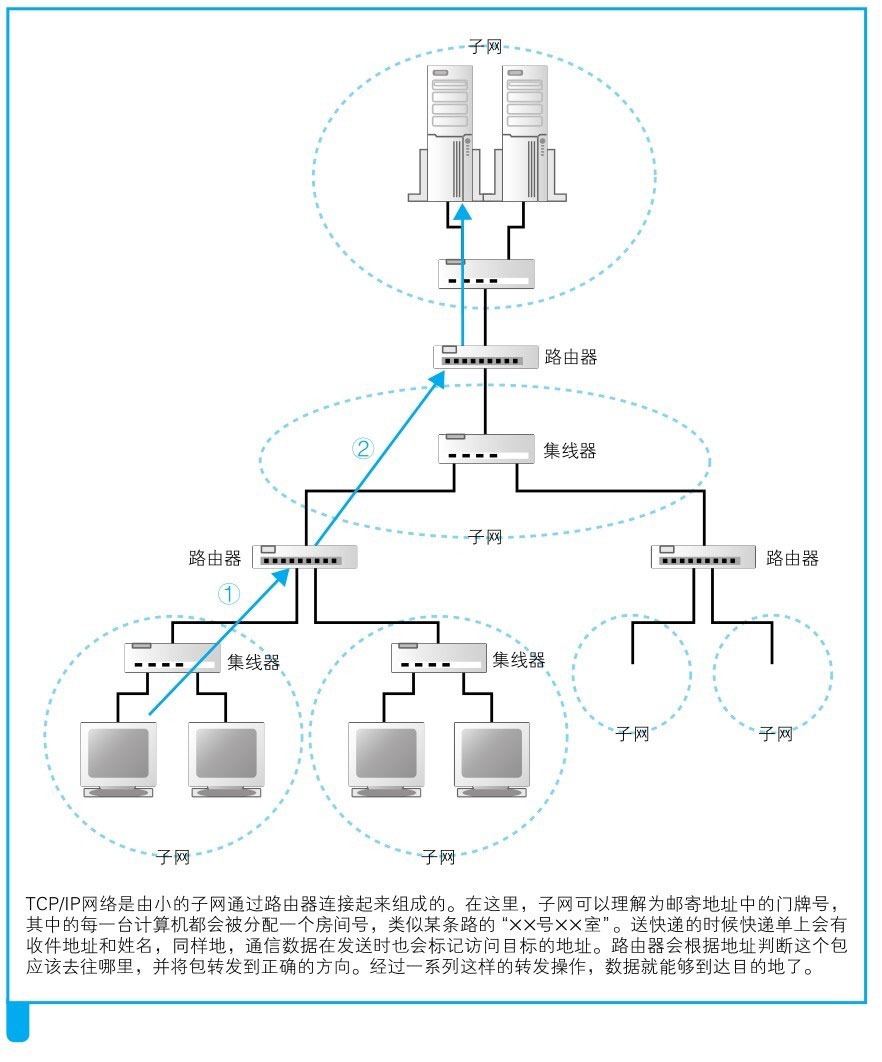 子网
路由器
集线器
②
子网
路由器
路由器
①
集线器
集线器
子网
子网
子网
子网
TCP/IP网络是由小的子网通过路由器连接起来组成的。在这里，子网可以理解为邮寄地址中的门牌号，
其中的每一台计算机都会被分配一个房间号，类似某条路的“××号××室”。送快递的时候快递单上会有
收件地址和姓名，同样地，通信数据在发送时也会标记访问目标的地址。路由器会根据地址判断这个包
应该去往哪里，并将包转发到正确的方向。经过一系列这样的转发操作，数据就能够到达目的地了。